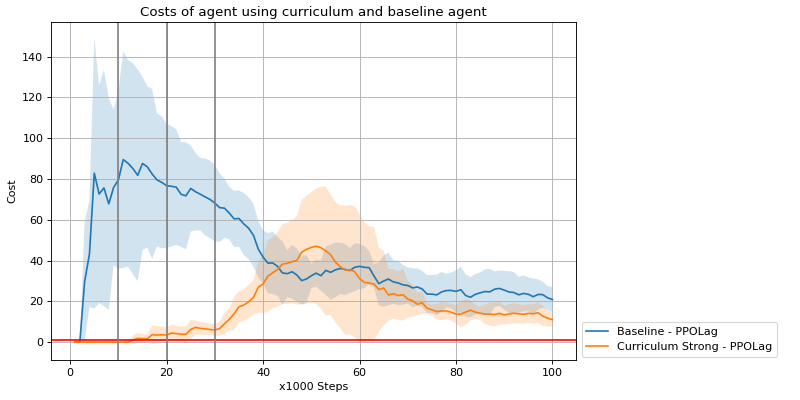 Costs of agent using curriculum and baseline agent
140
120
100
80
60
40
20
0
Cost
0 20 40 60 80 100
x1000 Steps
Baseline - PPOLag
Curriculum Strong - PPOLag